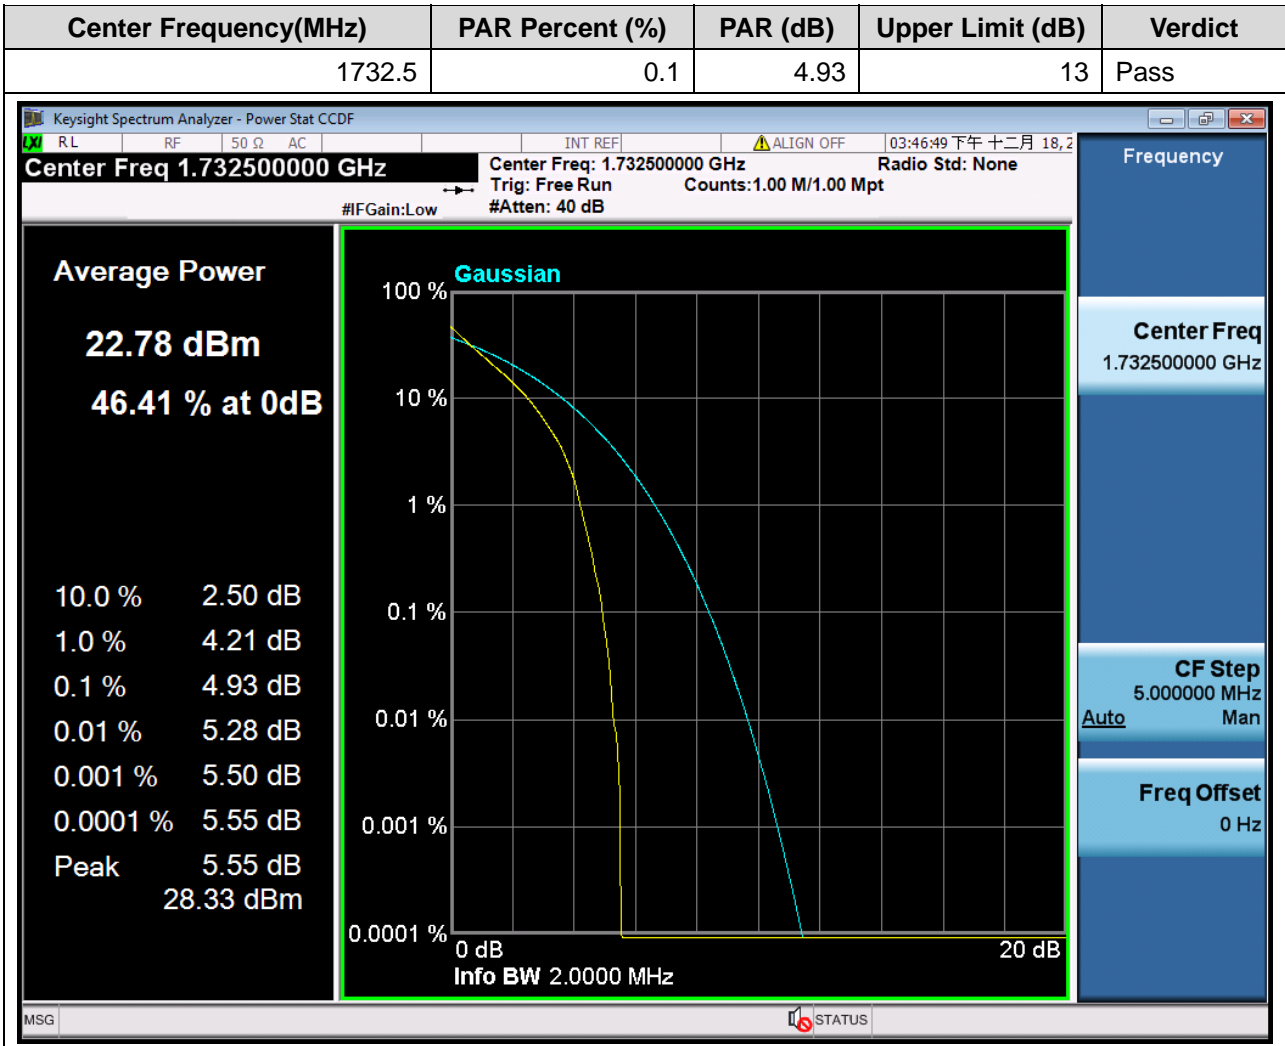 Center Frequency(MHz) PAR Percent (%) PAR (dB) Upper Limit (dB) Verdict
1732.5 0.1 4.93 13 Pass
Keysight Spectrum Analyzer - Power Stat CCDF
LXI RL RF 50 Ω AC INT REF ALIGN OFF 03:46:49 下午 十二月 18, 2
Center Freq 1.732500000 GHz
Center Freq: 1.732500000 GHz Radio Std: None
Trig: Free Run Counts:1.00 M/1.00 Mpt
#IFGain:Low #Atten: 40 dB
Frequency
Average Power
22.78 dBm
46.41 % at 0dB
10.0 % 2.50 dB
1.0 % 4.21 dB
0.1 % 4.93 dB
0.01 % 5.28 dB
0.001 % 5.50 dB
0.0001 % 5.55 dB
Peak 5.55 dB
28.33 dBm
Gaussian
100 %
10 %
1 %
0.1 %
0.01 %
0.001 %
0.0001 %
0 dB 20 dB
Info BW 2.0000 MHz
Center Freq
1.732500000 GHz
CF Step
5.000000 MHz
Auto Man
Freq Offset
0 Hz
MSG STATUS